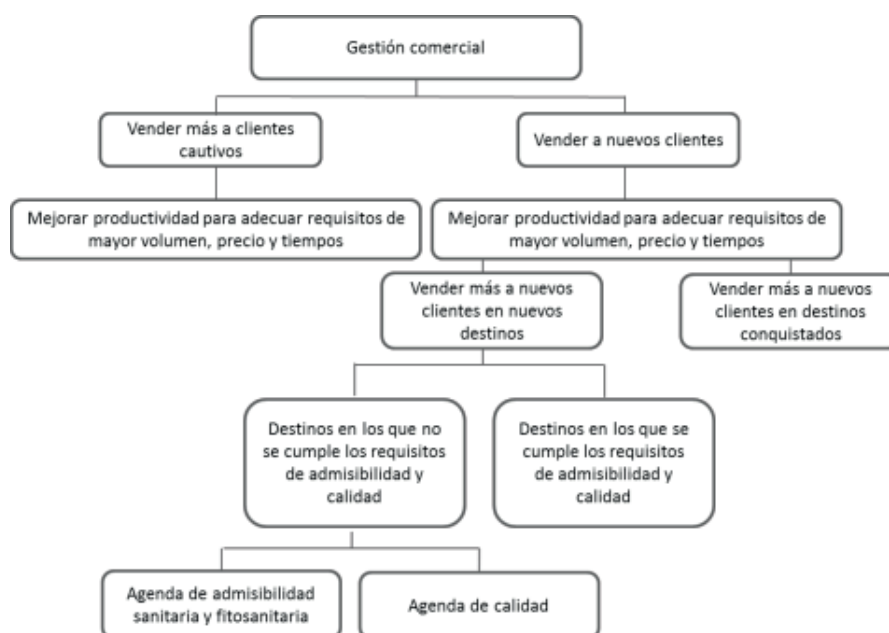 Gestión comercial
Vender más a clientes
cautivos
Vender a nuevos clientes
Mejorar productividad para adecuar requisitos de
mayor volumen, precio y tiempos
Mejorar productividad para adecuar requisitos de
mayor volumen, precio y tiempos
Vender más a nuevos
clientes en nuevos
destinos
Vender más a nuevos
clientes en destinos
conquistados
Destinos en los que no
se cumple los requisitos
de admisibilidad y
calidad
Destinos en los que se
cumple los requisitos
de admisibilidad y
calidad
Agenda de admisibilidad
sanitaria y fitosanitaria
Agenda de calidad